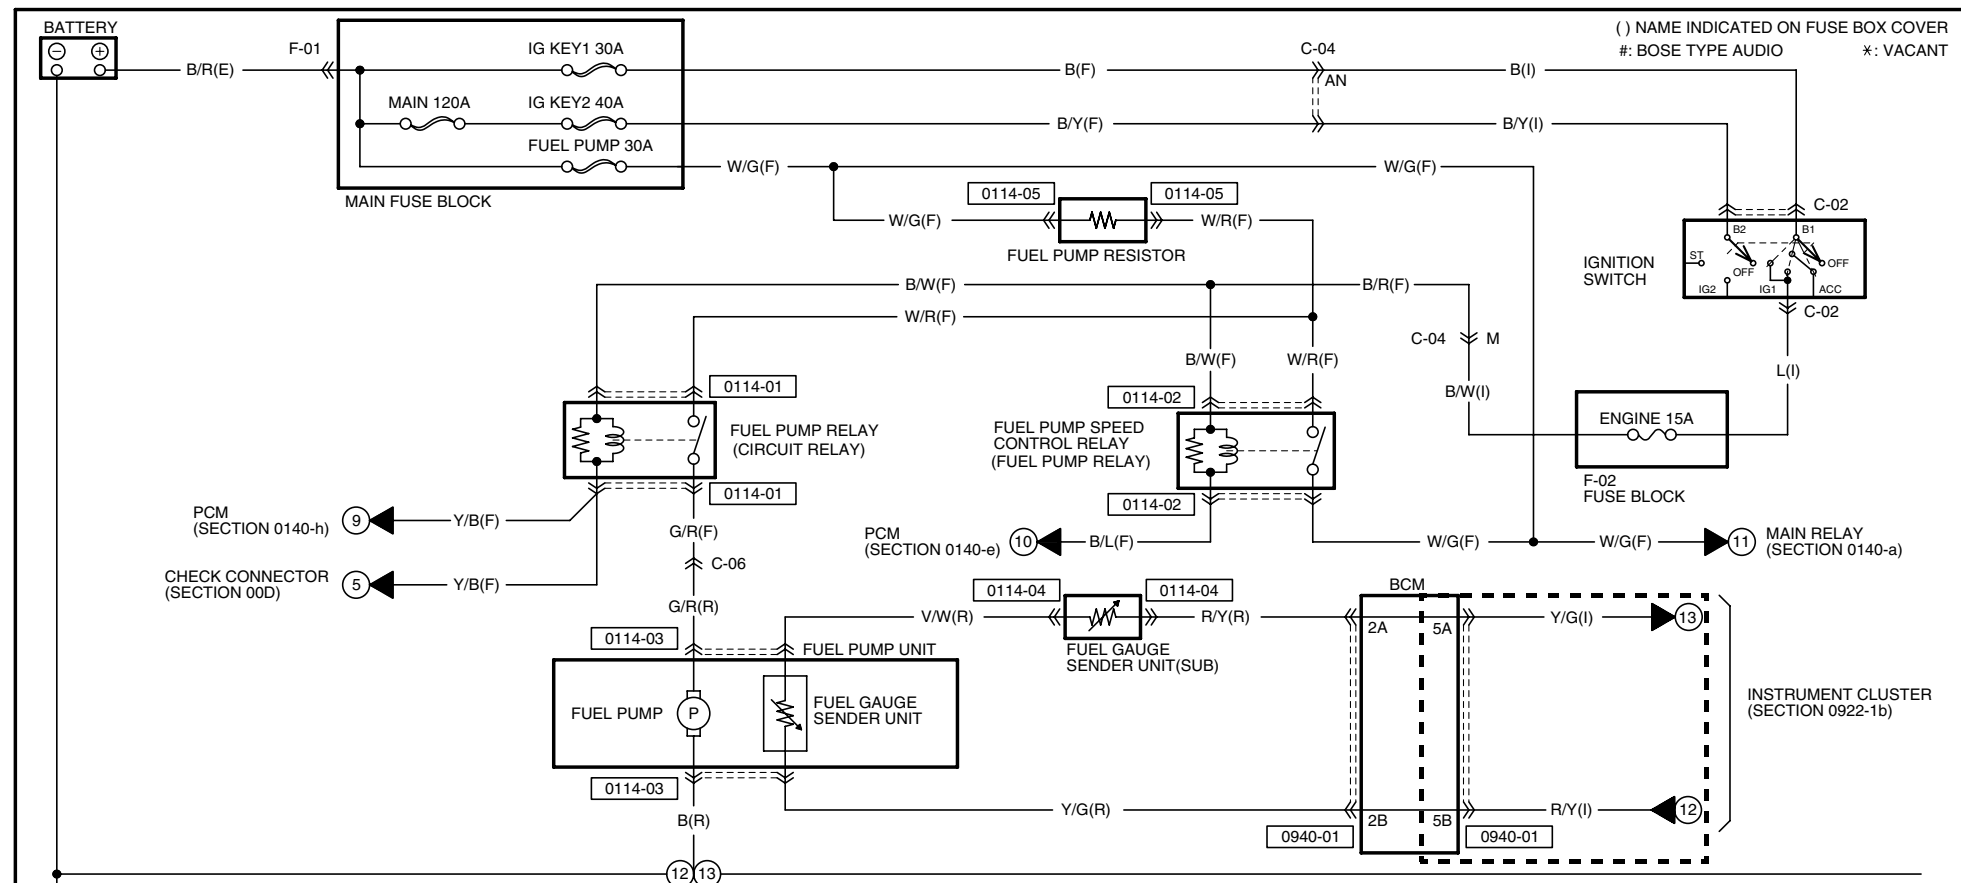 BATTERY
( ) NAME INDICATED ON FUSE BOX COVER
#: BOSE TYPE AUDIO
*: VACANT
F-01
IG KEY1 30A
C-04
B/R(E)
B(F)
B(I)
AN
MAIN 120A
IG KEY2 40A
B/Y(F)
B/Y(I)
FUEL PUMP 30A
W/G(F)
W/G(F)
MAIN FUSE BLOCK
0114-05
0114-05
C-02
W/G(F)
W/R(F)
FUEL PUMP RESISTOR
B2
B1
ST
OFF
OFF
IG2
IG1
ACC
IGNITION
SWITCH
C-02
B/W(F)
B/R(F)
W/R(F)
C-04
M
B/W(F)
W/R(F)
L(I)
0114-01
0114-02
B/W(I)
ENGINE 15A
FUEL PUMP RELAY
(CIRCUIT RELAY)
FUEL PUMP SPEED
CONTROL RELAY
(FUEL PUMP RELAY)
F-02
FUSE BLOCK
0114-01
0114-02
PCM
(SECTION 0140-h)
9
Y/B(F)
G/R(F)
PCM
(SECTION 0140-e)
10
B/L(F)
W/G(F)
W/G(F)
11
MAIN RELAY
(SECTION 0140-a)
C-06
CHECK CONNECTOR
(SECTION 00D)
5
Y/B(F)
G/R(R)
0114-04
0114-04
BCM
V/W(R)
R/Y(R)
2A
5A
Y/G(I)
13
0114-03
FUEL PUMP UNIT
FUEL GAUGE
SENDER UNIT(SUB)
FUEL PUMP
P
FUEL GAUGE
SENDER UNIT
INSTRUMENT CLUSTER
(SECTION 0922-1b)
0114-03
Y/G(R)
2B
5B
R/Y(I)
12
B(R)
0940-01
0940-01
12
13